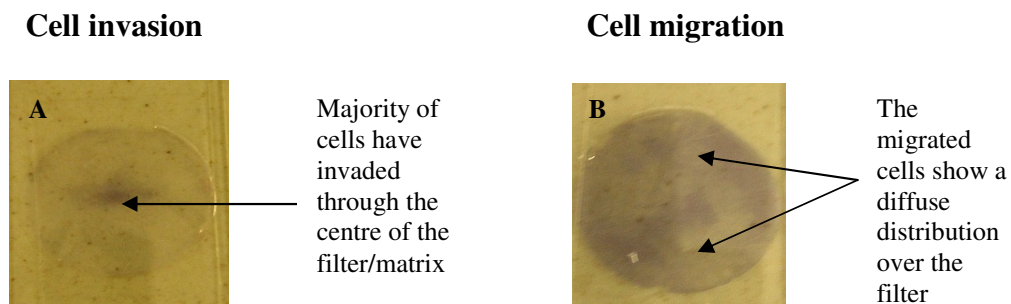 Cell invasion
Cell migration
A
Majority of
cells have
invaded
through the
centre of the
filter/matrix
B
The
migrated
cells show a
diffuse
distribution
over the
filter